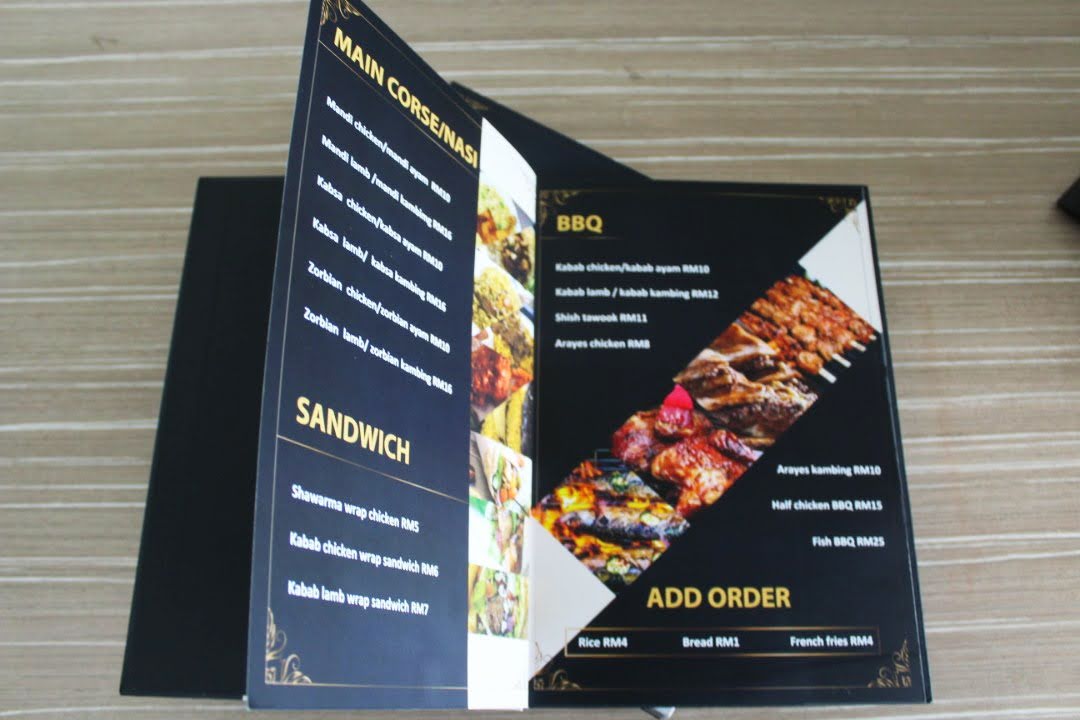 MAIN CORSE/NASI
Mandi chicken/mandi ayam RM10
Mandi lamb /mandi kambing RM16
Kabsa chicken/kabsa ayam RM10
Kabsa lamb/ kabsa kambing RM16
Zorbian chicken/zorbian ayam RM10
Zorbian lamb/ zorbian kambing RM16
SANDWICH
Shawarma wrap chicken RM5
Kabab chicken wrap sandwich RM6
Kabab lamb wrap sandwich RM7
BBQ
Kabab chicken/kabab ayam RM10
Kabab lamb / kabab kambing RM12
Shish tawook RM11
Arayes chicken RM8
Arayes kambing RM10
Half chicken BBQ RM15
Fish BBQ RM25
ADD ORDER
Rice RM4 Bread RM1 French fries RM4